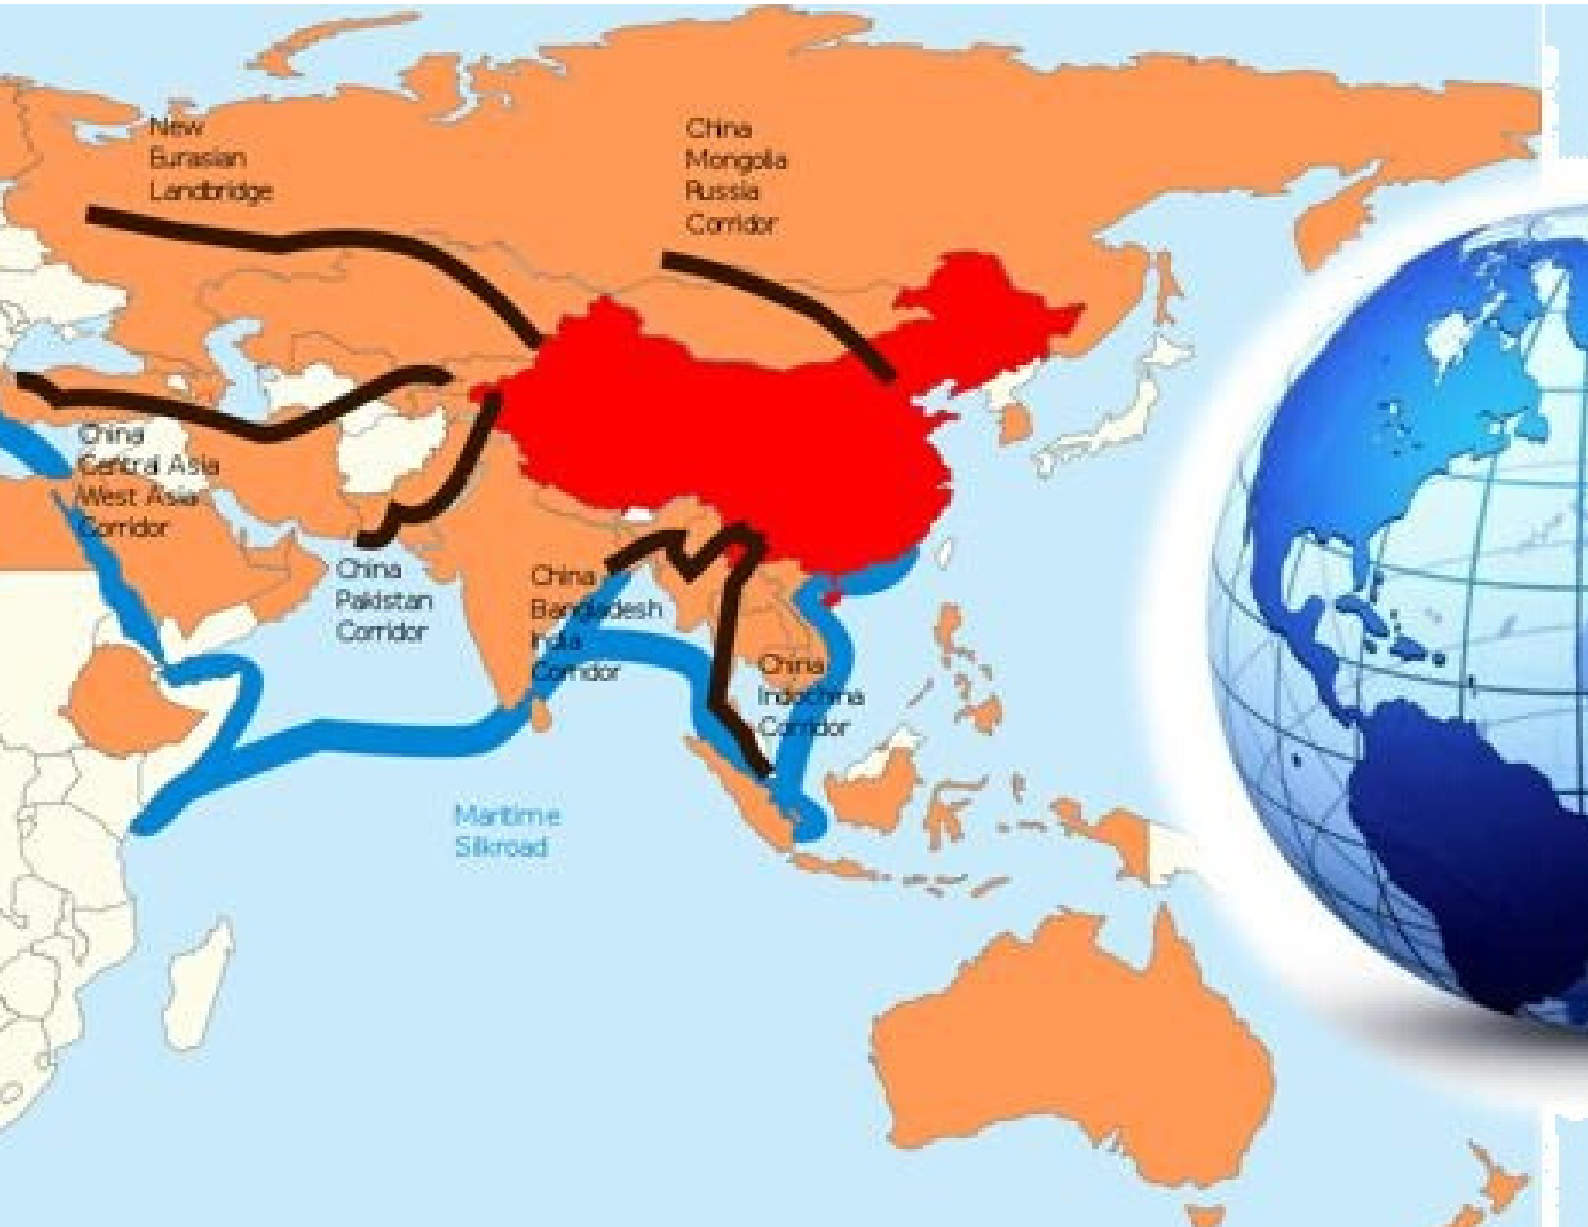 New
Eurasian
Landbridge
China
Mongolia
Russia
Corridor
China
Central Asia
West Asia
Corridor
China
Pakistan
Corridor
China
Bangladesh
India
Corridor
China
Indochina
Corridor
Maritime
Silkroad